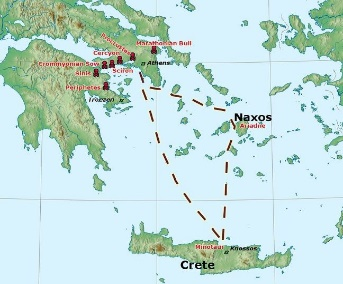 Procrustes
Marathonian Bull
Cercyon
Athens
Crommyonian Sow
Sciron
Sinis
Periphetes
Troezen
Naxos
Ariadne
Minotaur
Knossos
Crete